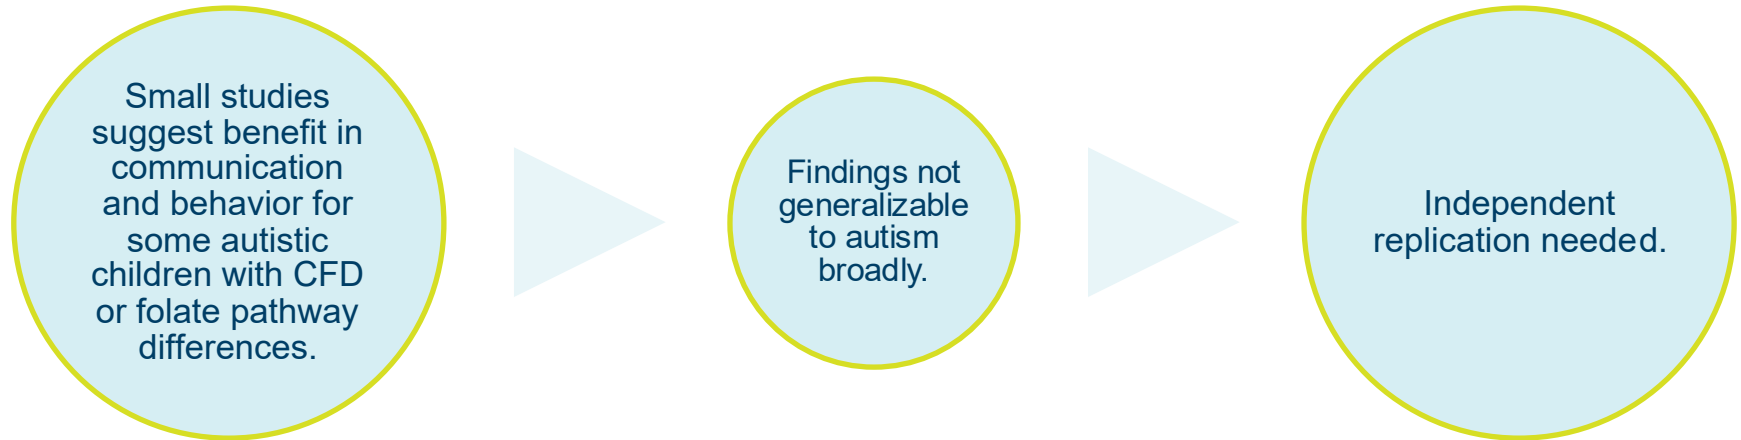 Small studies
suggest benefit in
communication
and behavior for
some autistic
children with CFD
or folate pathway
differences.
Findings not
generalizable
to autism
broadly.
Independent
replication needed.